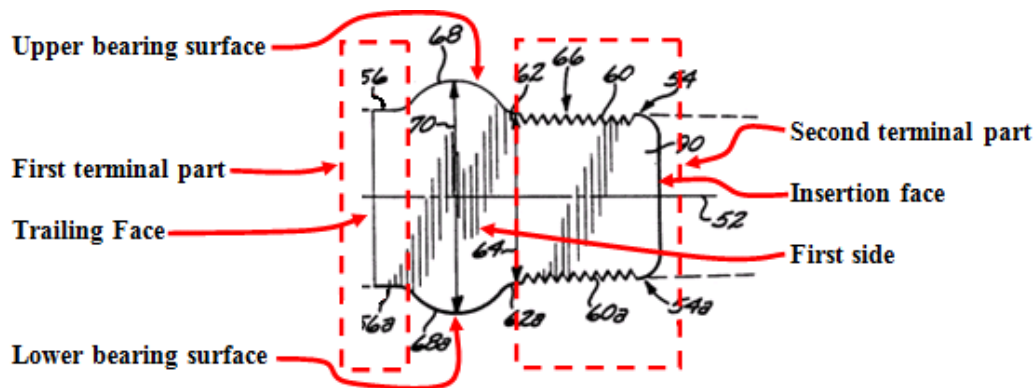 Upper bearing surface
68
62
66
60
54
56
70
90
Second terminal part
First terminal part
Insertion face
52
Trailing Face
64
First side
56a
68a
62a
60a
54a
Lower bearing surface